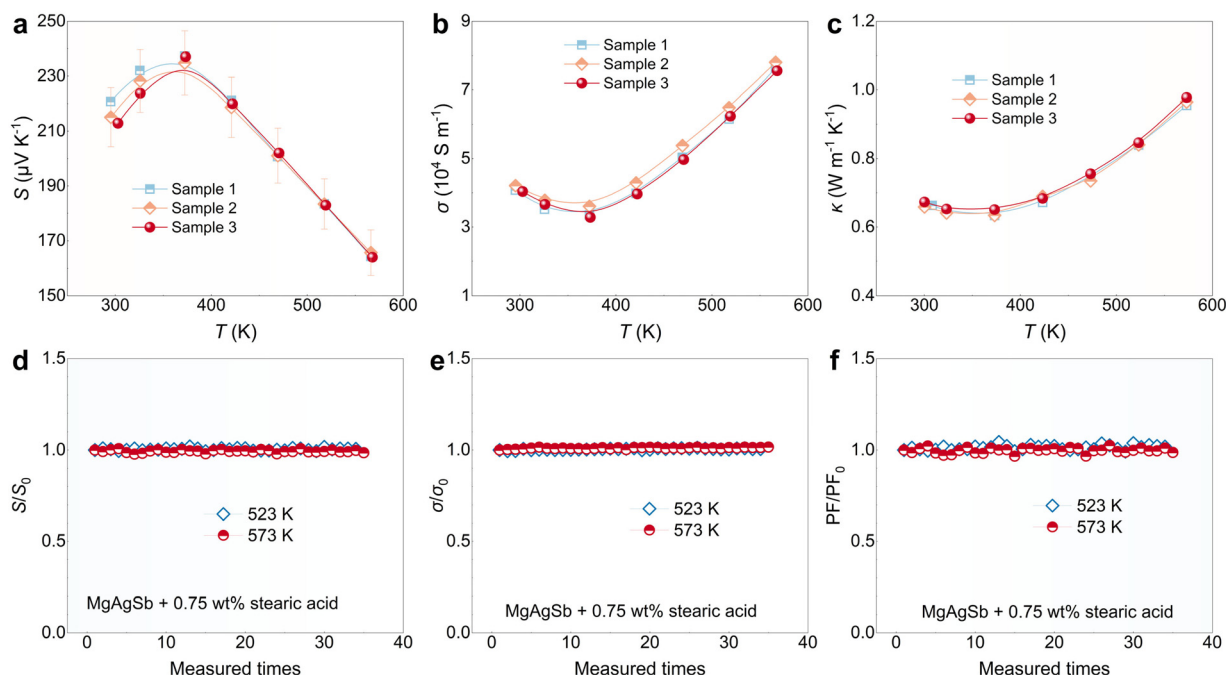 a
250
230
210
190
170
150
S (μV K⁻¹)
Sample 1
Sample 2
Sample 3
300
400
500
600
T (K)
b
9
7
5
3
1
σ (10⁴ S m⁻¹)
Sample 1
Sample 2
Sample 3
300
400
500
600
T (K)
c
1.2
1.0
0.8
0.6
0.4
κ (W m⁻¹ K⁻¹)
Sample 1
Sample 2
Sample 3
300
400
500
600
T (K)
d
1.5
1.0
0.5
0.0
S/S₀
523 K
573 K
MgAgSb + 0.75 wt% stearic acid
0
10
20
30
40
Measured times
e
1.5
1.0
0.5
0.0
σ/σ₀
523 K
573 K
MgAgSb + 0.75 wt% stearic acid
0
10
20
30
40
Measured times
f
1.5
1.0
0.5
0.0
PF/PF₀
523 K
573 K
MgAgSb + 0.75 wt% stearic acid
0
10
20
30
40
Measured times